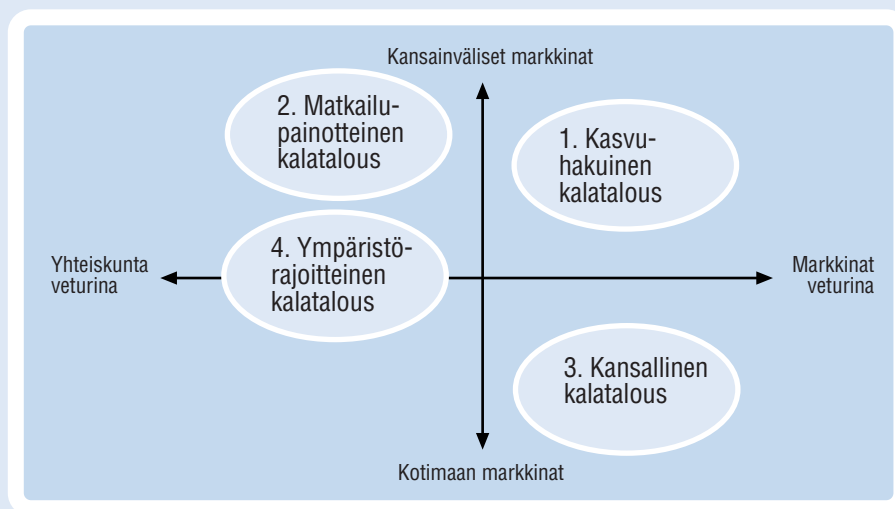 Kansainväliset markkinat
2. Matkailu-
painotteinen
kalatalous
1. Kasvu-
hakuinen
kalatalous
4. Ympäristö-
rajoitteinen
kalatalous
Yhteiskunta
veturina
Markkinat
veturina
3. Kansallinen
kalatalous
Kotimaan markkinat